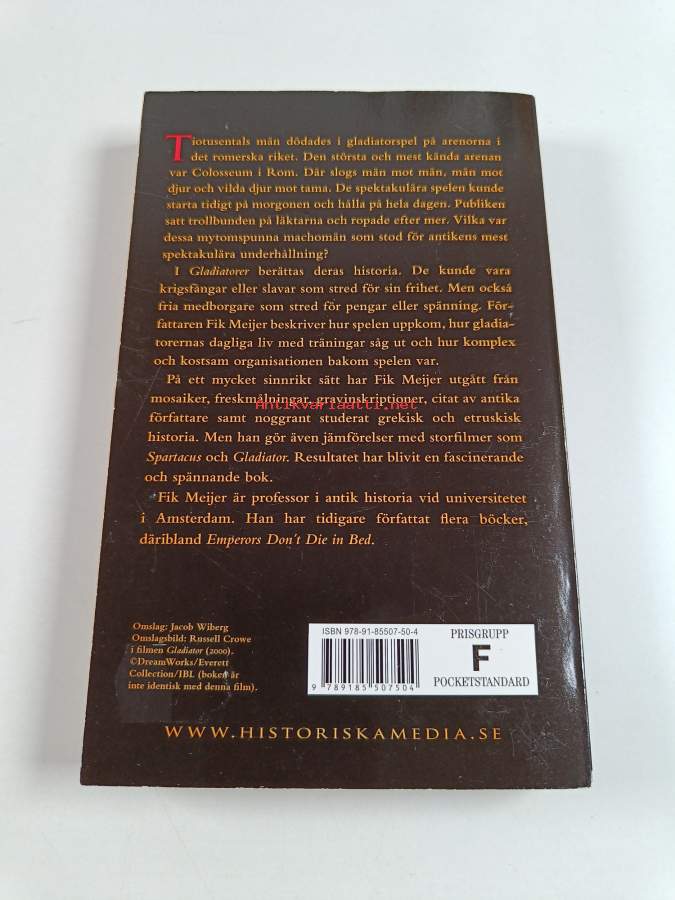 Tiotusentals män dödades i gladiatorspel på arenorna i
det romerska riket. Den största och mest kända arenan
var Colosseum i Rom. Där slogs män mot män, män mot
djur och vilda djur mot tama. De spektakulära spelen kunde
starta tidigt på morgonen och hålla på hela dagen. Publiken
satt trollbunden på läktarna och ropade efter mer. Vilka var
dessa mytomspunna machomän som stod för antikens mest
spektakulära underhållning?
I Gladiatorer berättas deras historia. De kunde vara
krigsfångar eller slavar som stred för sin frihet. Men också
fria medborgare som stred för pengar eller spänning. För-
fattaren Fik Meijer beskriver hur spelen uppkom, hur gladia-
torernas dagliga liv med träningar såg ut och hur komplex
och kostsam organisationen bakom spelen var.
På ett mycket sinnrikt sätt har Fik Meijer utgått från
mosaiker, freskmålningar, gravinskriptioner, citat av antika
Antikvariaatti.net
författare samt noggrant studerat grekisk och etruskisk
historia. Men han gör även jämförelser med storfilmer som
Spartacus och Gladiator. Resultatet har blivit en fascinerande
och spännande bok.
Fik Meijer är professor i antik historia vid universitetet
i Amsterdam. Han har tidigare författat flera böcker,
däribland Emperors Don't Die in Bed.
Omslag: Jacob Wiberg
Omslagsbild: Russell Crowe
i filmen Gladiator (2000).
©DreamWorks/Everett
Collection/IBL (boken är
inte identisk med denna film).
ISBN 978-91-85507-50-4
9 789185 507504
PRISGRUPP
F
POCKETSTANDARD
WWW.HISTORISKAMEDIA.SE